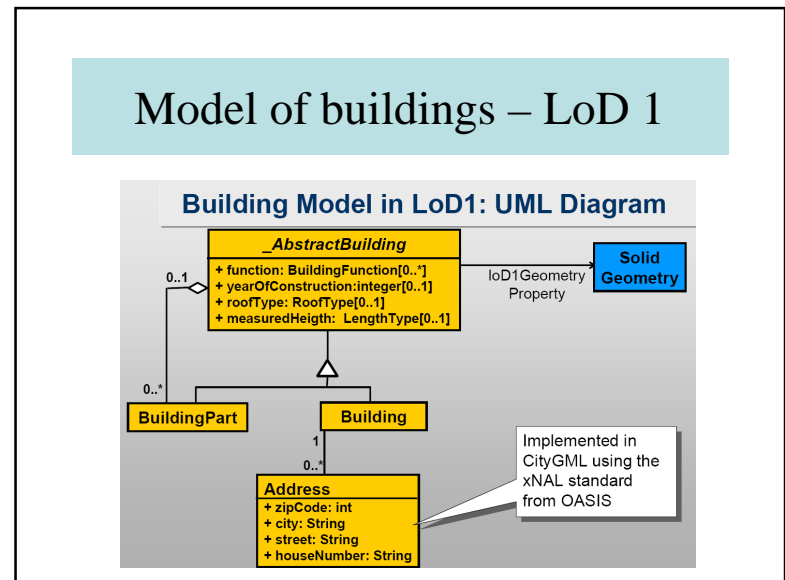 Model of buildings – LoD 1
Building Model in LoD1: UML Diagram
_AbstractBuilding
+ function: BuildingFunction[0..*]
+ yearOfConstruction:integer[0..1]
+ roofType: RoofType[0..1]
+ measuredHeigth: LengthType[0..1]
loD1Geometry
Property
Solid
Geometry
0..1
0..*
BuildingPart
Building
1
0..*
Address
+ zipCode: int
+ city: String
+ street: String
+ houseNumber: String
Implemented in
CityGML using the
xNAL standard
from OASIS